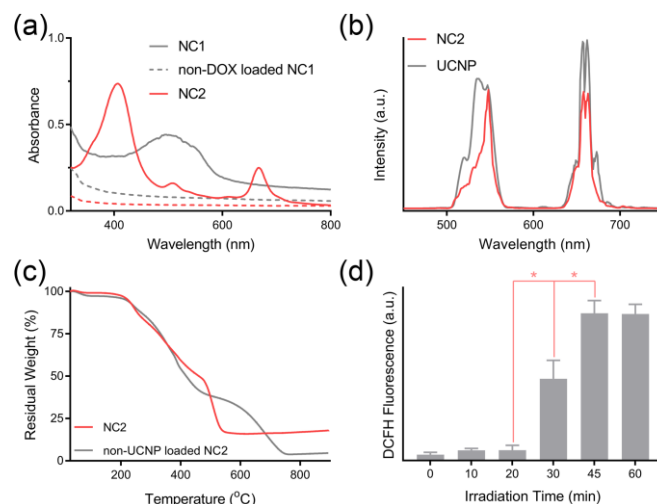 (a)
NC1
non-DOX loaded NC1
NC2
Absorbance
1.0
0.5
0.0
400 600 800
Wavelength (nm)
(b)
NC2
UCNP
Intensity (a.u.)
500 600 700
Wavelength (nm)
(c)
Residual Weight (%)
100
75
50
25
0
NC2
non-UCNP loaded NC2
0 200 400 600 800
Temperature (°C)
(d)
* *
DCFH Fluorescence (a.u.)
0 10 20 30 45 60
Irradiation Time (min)